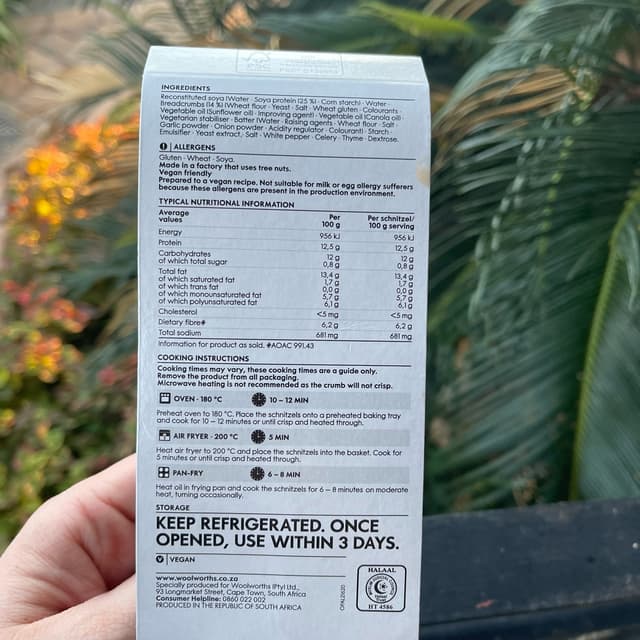 INGREDIENTS
Reconstituted soya (Water · Soya protein (25 %) · Corn starch) · Water ·
Breadcrumbs (14 %) (Wheat flour · Yeast · Salt · Wheat gluten · Colourants ·
Vegetable oil (Sunflower oil) · Improving agent) · Vegetable oil (Canola oil) ·
Vegetarian stabiliser · Batter (Water · Raising agents · Wheat flour · Salt ·
Garlic powder · Onion powder · Acidity regulator · Colourant) · Starch ·
Emulsifier · Yeast extract, Salt · White pepper · Celery · Thyme · Dextrose.
ALLERGENS
Gluten · Wheat · Soya.
Made in a factory that uses tree nuts.
Vegan friendly
Prepared to a vegan recipe. Not suitable for milk or egg allergy sufferers
because these allergens are present in the production environment.
TYPICAL NUTRITIONAL INFORMATION
Average values Per 100 g Per schnitzel/ 100 g serving
Energy 956 kJ 956 kJ
Protein 12,5 g 12,5 g
Carbohydrates 12 g 12 g
of which total sugar 0,8 g 0,8 g
Total fat 13,4 g 13,4 g
of which saturated fat 1,7 g 1,7 g
of which trans fat 0,0 g 0,0 g
of which monounsaturated fat 5,7 g 5,7 g
of which polyunsaturated fat 6,1 g 6,1 g
Cholesterol <5 mg <5 mg
Dietary fibre# 6,2 g 6,2 g
Total sodium 681 mg 681 mg
Information for product as sold. #AOAC 991.43
COOKING INSTRUCTIONS
Cooking times may vary, these cooking times are a guide only.
Remove the product from all packaging.
Microwave heating is not recommended as the crumb will not crisp.
OVEN · 180 °C 10 – 12 MIN
Preheat oven to 180 °C. Place the schnitzels onto a preheated baking tray
and cook for 10 – 12 minutes or until crisp and heated through.
AIR FRYER · 200 °C 5 MIN
Heat air fryer to 200 °C and place the schnitzels into the basket. Cook for
5 minutes or until crisp and heated through.
PAN-FRY 6 – 8 MIN
Heat oil in frying pan and cook the schnitzels for 6 – 8 minutes on moderate
heat, turning occasionally.
STORAGE
KEEP REFRIGERATED. ONCE
OPENED, USE WITHIN 3 DAYS.
V VEGAN
www.woolworths.co.za
Specially produced for Woolworths (Pty) Ltd.,
93 Longmarket Street, Cape Town, South Africa
Consumer Helpline: 0860 022 002
PRODUCED IN THE REPUBLIC OF SOUTH AFRICA
HALAAL
HT 4586